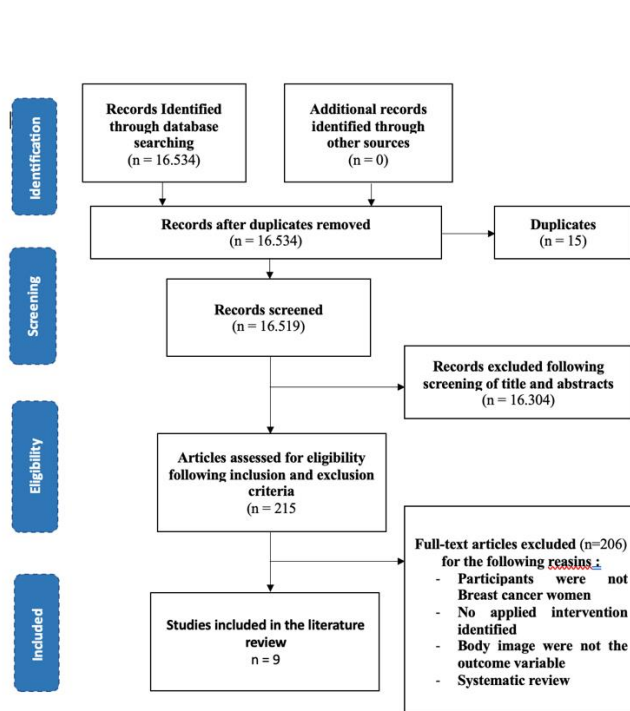 Identification
Records Identified
through database
searching
(n = 16.534)
Additional records
identified through
other sources
(n = 0)
Records after duplicates removed
(n = 16.534)
Duplicates
(n = 15)
Screening
Records screened
(n = 16.519)
Records excluded following
screening of title and abstracts
(n = 16.304)
Eligibility
Articles assessed for eligibility
following inclusion and exclusion
criteria
(n = 215
Full-text articles excluded (n=206)
for the following reasins :
- Participants were not
Breast cancer women
- No applied intervention
identified
- Body image were not the
outcome variable
- Systematic review
Included
Studies included in the literature
review
n = 9